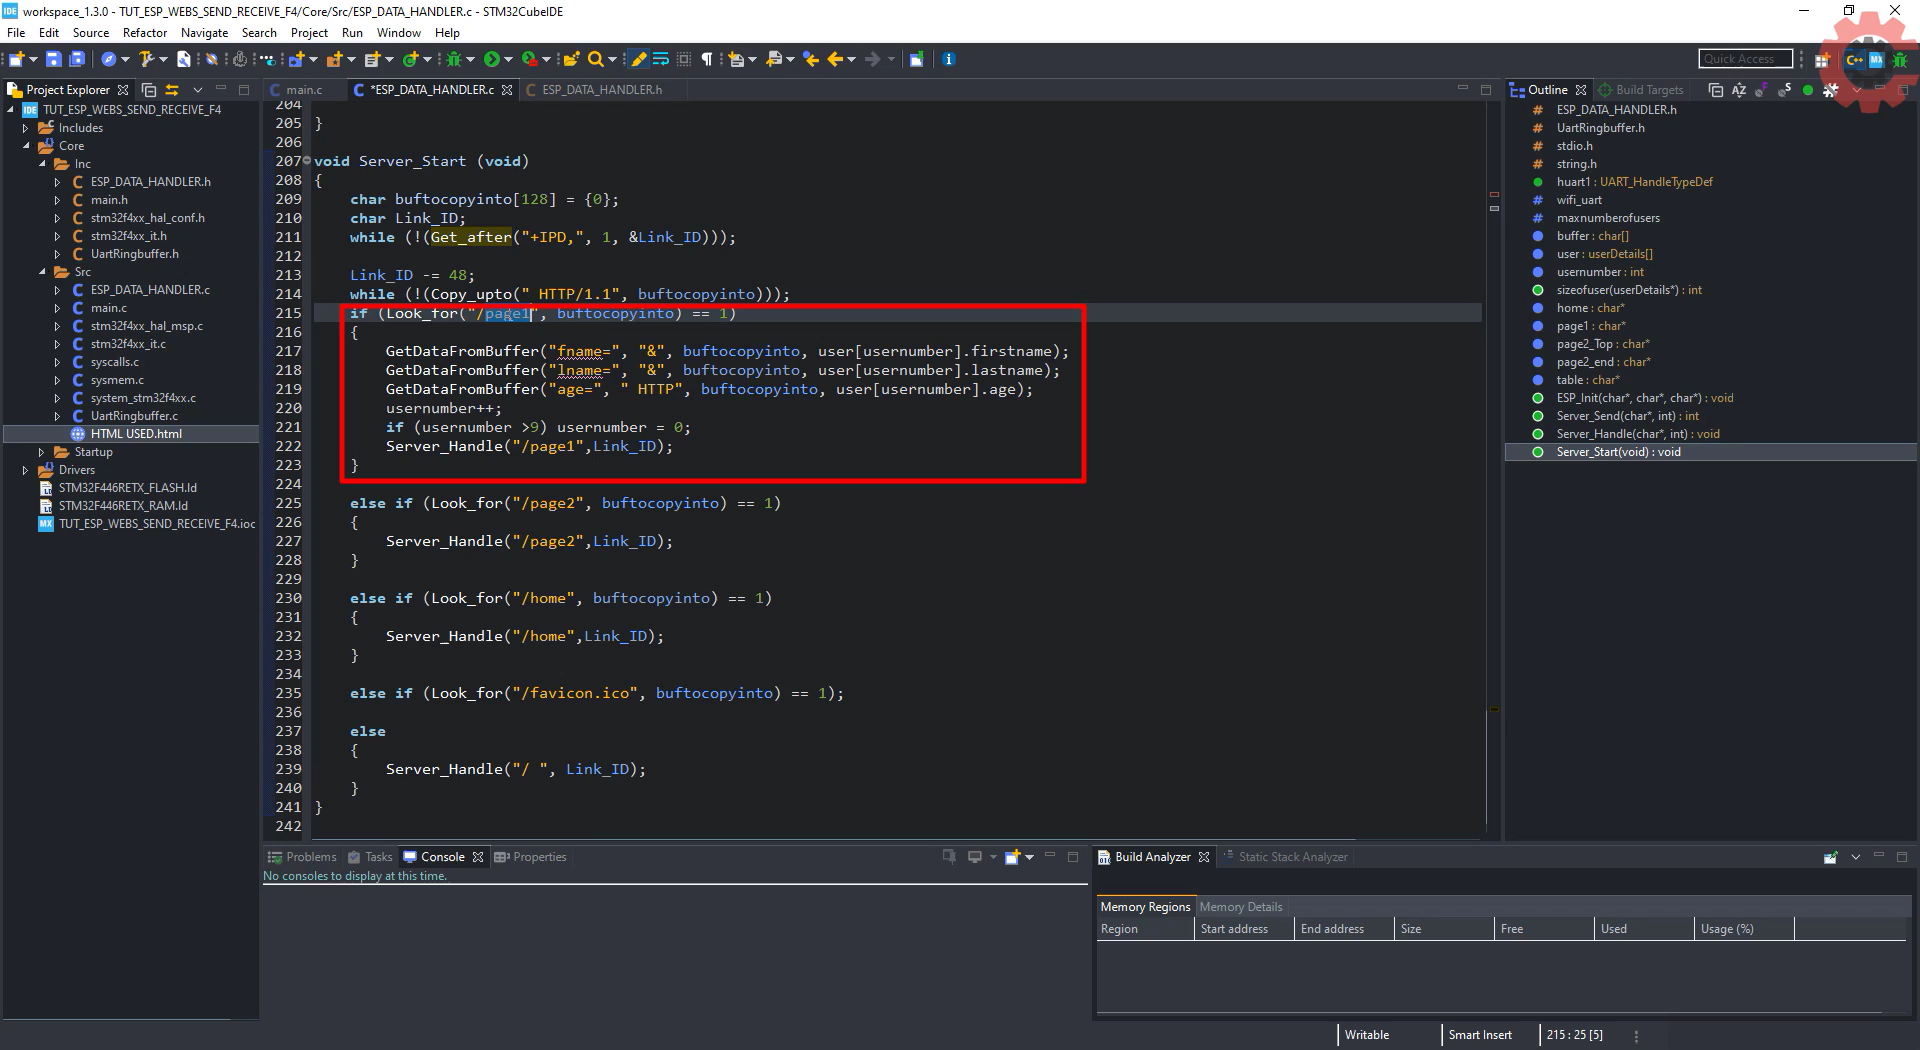 workspace_1.3.0 - TUT_ESP_WEBS_SEND_RECEIVE_F4/Core/Src/ESP_DATA_HANDLER.c - STM32CubeIDE
File Edit Source Refactor Navigate Search Project Run Window Help
Quick Access
Project Explorer
TUT_ESP_WEBS_SEND_RECEIVE_F4
Includes
Core
Inc
ESP_DATA_HANDLER.h
main.h
stm32f4xx_hal_conf.h
stm32f4xx_it.h
UartRingbuffer.h
Src
ESP_DATA_HANDLER.c
main.c
stm32f4xx_hal_msp.c
stm32f4xx_it.c
syscalls.c
sysmem.c
system_stm32f4xx.c
UartRingbuffer.c
HTML USED.html
Startup
Drivers
STM32F446RETX_FLASH.ld
STM32F446RETX_RAM.ld
TUT_ESP_WEBS_SEND_RECEIVE_F4.ioc
main.c *ESP_DATA_HANDLER.c ESP_DATA_HANDLER.h
204
205 }
206
207 void Server_Start (void)
208 {
209 char buftocopyinto[128] = {0};
210 char Link_ID;
211 while (!(Get_after("+IPD,", 1, &Link_ID)));
212
213 Link_ID -= 48;
214 while (!(Copy_upto(" HTTP/1.1", buftocopyinto)));
215 if (Look_for("/page1", buftocopyinto) == 1)
216 {
217 GetDataFromBuffer("fname=", "&", buftocopyinto, user[usernumber].firstname);
218 GetDataFromBuffer("lname=", "&", buftocopyinto, user[usernumber].lastname);
219 GetDataFromBuffer("age=", " HTTP", buftocopyinto, user[usernumber].age);
220 usernumber++;
221 if (usernumber >9) usernumber = 0;
222 Server_Handle("/page1",Link_ID);
223 }
224
225 else if (Look_for("/page2", buftocopyinto) == 1)
226 {
227 Server_Handle("/page2",Link_ID);
228 }
229
230 else if (Look_for("/home", buftocopyinto) == 1)
231 {
232 Server_Handle("/home",Link_ID);
233 }
234
235 else if (Look_for("/favicon.ico", buftocopyinto) == 1);
236
237 else
238 {
239 Server_Handle("/ ", Link_ID);
240 }
241 }
242
Outline Build Targets
ESP_DATA_HANDLER.h
UartRingbuffer.h
stdio.h
string.h
huart1 : UART_HandleTypeDef
wifi_uart
maxnumberofusers
buffer : char[]
user : userDetails[]
usernumber : int
sizeofuser(userDetails*) : int
home : char*
page1 : char*
page2_Top : char*
page2_end : char*
table : char*
ESP_Init(char*, char*, char*) : void
Server_Send(char*, int) : int
Server_Handle(char*, int) : void
Server_Start(void) : void
Problems Tasks Console Properties
No consoles to display at this time.
Build Analyzer Static Stack Analyzer
Memory Regions Memory Details
Region Start address End address Size Free Used Usage (%)
Writable Smart Insert 215 : 25 [5]